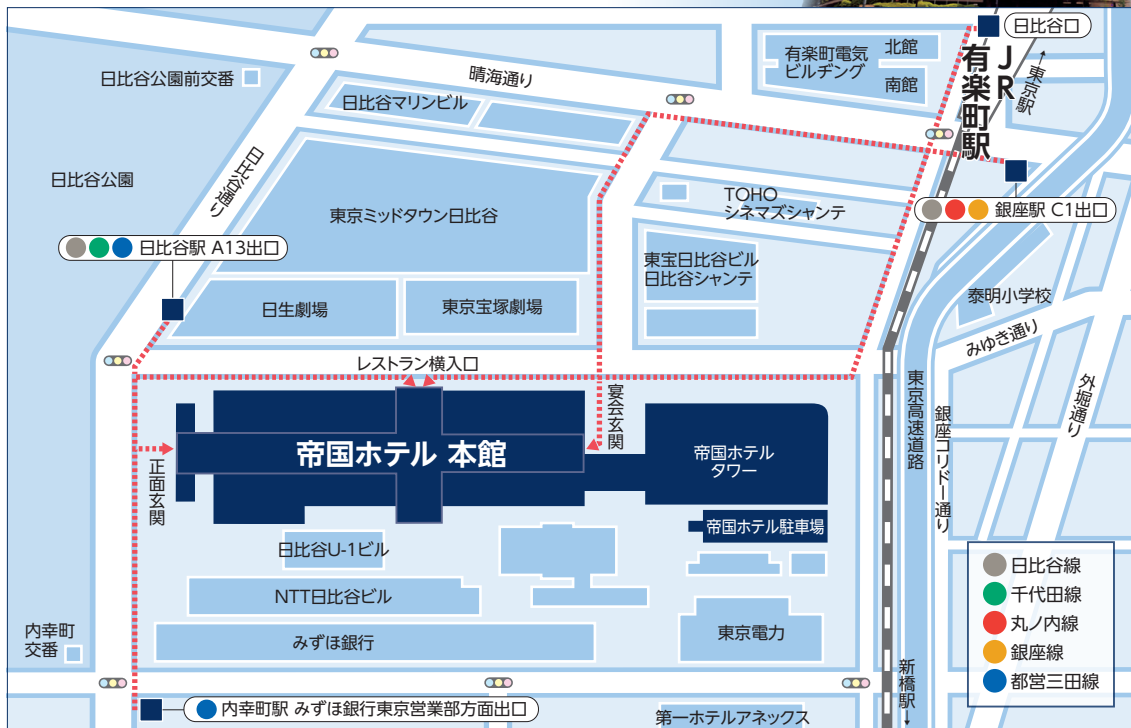 日比谷口
JR
有楽町駅
↑東京駅
有楽町電気
ビルヂング
北館
南館
日比谷公園前交番
晴海通り
日比谷マリンビル
日比谷通り
日比谷公園
東京ミッドタウン日比谷
TOHO
シネマズシャンテ
銀座駅 C1出口
日比谷駅 A13出口
東宝日比谷ビル
日比谷シャンテ
日生劇場
東京宝塚劇場
泰明小学校
みゆき通り
外堀通り
レストラン横入口
宴会玄関
東京高速道路
銀座コリドー通り
帝国ホテル 本館
帝国ホテル
タワー
正面玄関
帝国ホテル駐車場
日比谷U-1ビル
NTT日比谷ビル
みずほ銀行
東京電力
内幸町
交番
新橋駅↓
内幸町駅 みずほ銀行東京営業部方面出口
第一ホテルアネックス
日比谷線
千代田線
丸ノ内線
銀座線
都営三田線